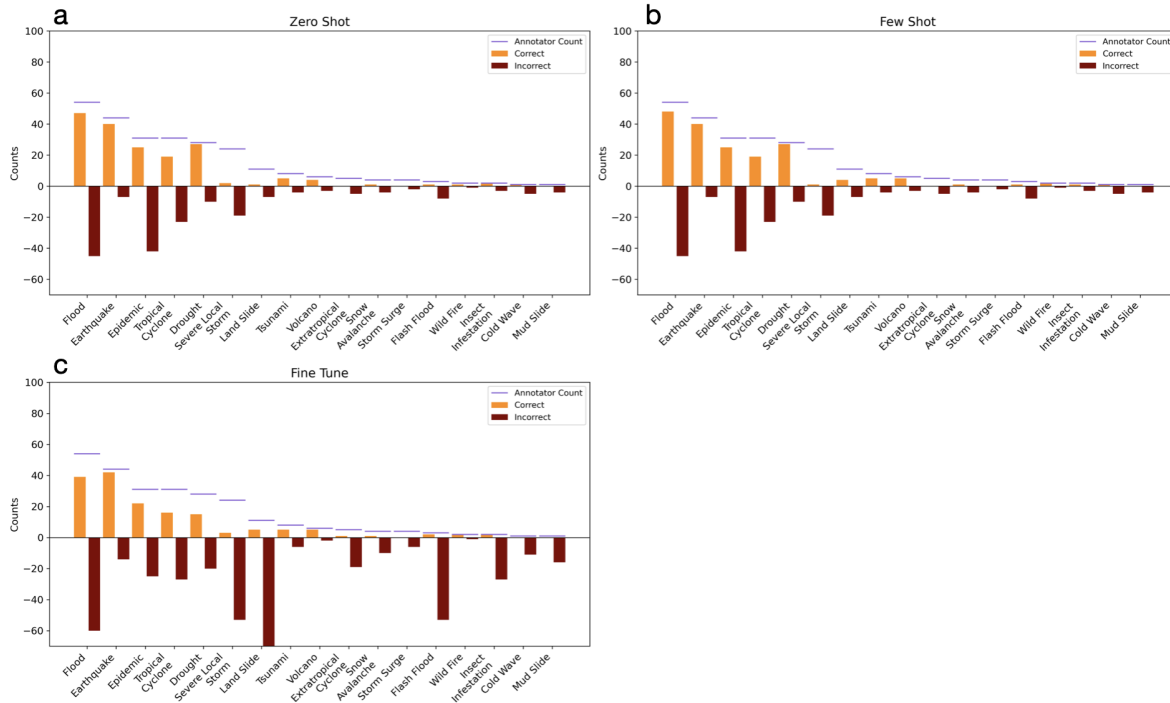 a
Zero Shot
100
80
60
40
20
0
−20
−40
−60
Counts
Annotator Count
Correct
Incorrect
Flood
Earthquake
Epidemic
Tropical
Cyclone
Drought
Severe Local
Storm
Land Slide
Tsunami
Volcano
Extratropical
Cyclone
Snow
Avalanche
Storm Surge
Flash Flood
Wild Fire
Insect
Infestation
Cold Wave
Mud Slide
b
Few Shot
100
80
60
40
20
0
−20
−40
−60
Counts
Annotator Count
Correct
Incorrect
Flood
Earthquake
Epidemic
Tropical
Cyclone
Drought
Severe Local
Storm
Land Slide
Tsunami
Volcano
Extratropical
Cyclone
Snow
Avalanche
Storm Surge
Flash Flood
Wild Fire
Insect
Infestation
Cold Wave
Mud Slide
c
Fine Tune
100
80
60
40
20
0
−20
−40
−60
Counts
Annotator Count
Correct
Incorrect
Flood
Earthquake
Epidemic
Tropical
Cyclone
Drought
Severe Local
Storm
Land Slide
Tsunami
Volcano
Extratropical
Cyclone
Snow
Avalanche
Storm Surge
Flash Flood
Wild Fire
Insect
Infestation
Cold Wave
Mud Slide